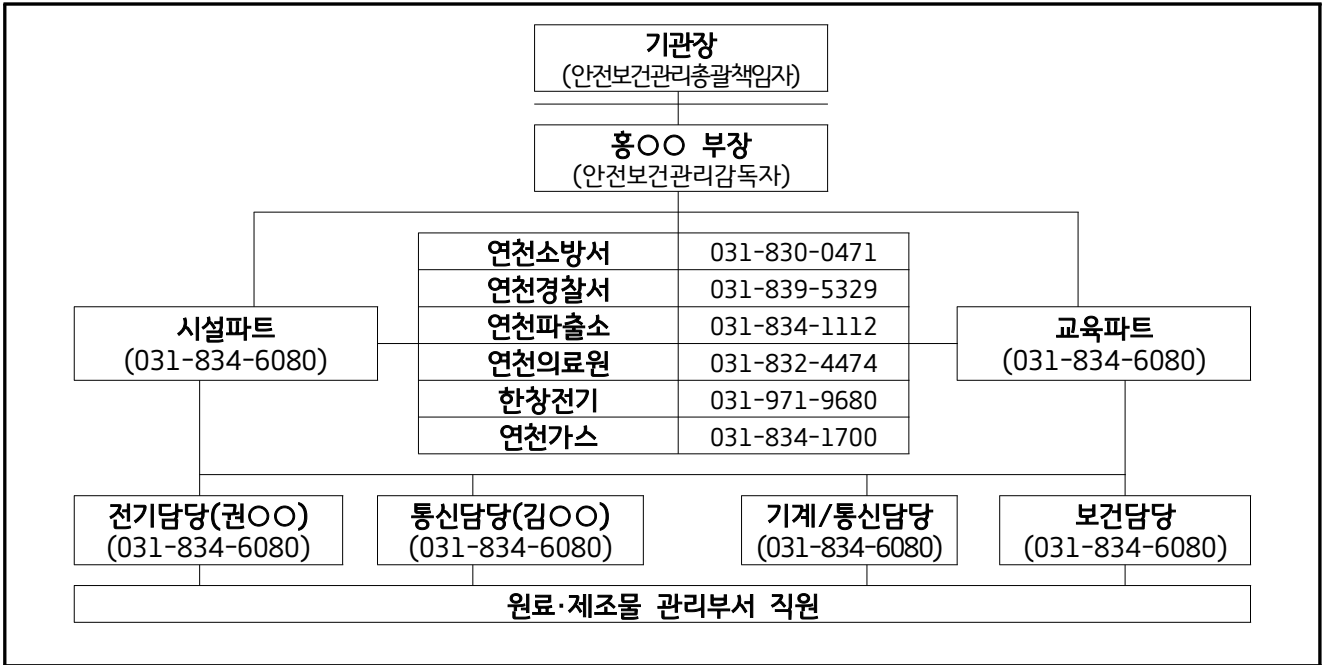 기관장
(안전보건관리총괄책임자)
홍○○ 부장
(안전보건관리감독자)
연천소방서 031-830-0471
연천경찰서 031-839-5329
연천파출소 031-834-1112
연천의료원 031-832-4474
한창전기 031-971-9680
연천가스 031-834-1700
시설파트
(031-834-6080)
교육파트
(031-834-6080)
전기담당(권○○)
(031-834-6080)
통신담당(김○○)
(031-834-6080)
기계/통신담당
(031-834-6080)
보건담당
(031-834-6080)
원료·제조물 관리부서 직원